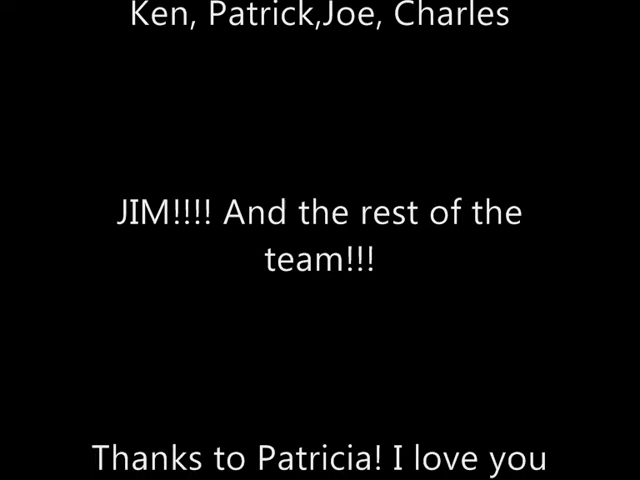 Ken, Patrick,Joe, Charles
JIM!!!! And the rest of the
team!!!
Thanks to Patricia! I love you